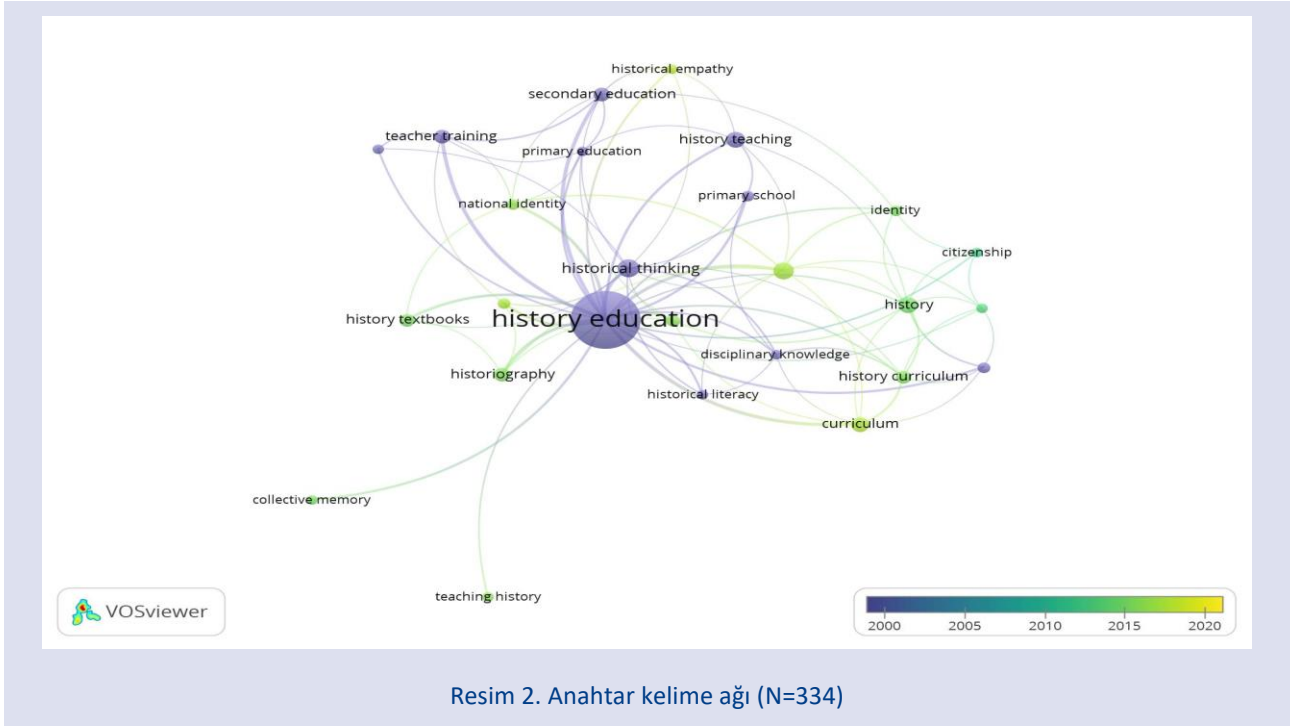 historical empathy
secondary education
teacher training
history teaching
primary education
primary school
national identity
identity
citizenship
historical thinking
history
history textbooks
history education
disciplinary knowledge
historiography
history curriculum
historical literacy
curriculum
collective memory
teaching history
VOSviewer
2000 2005 2010 2015 2020
Resim 2. Anahtar kelime ağı (N=334)